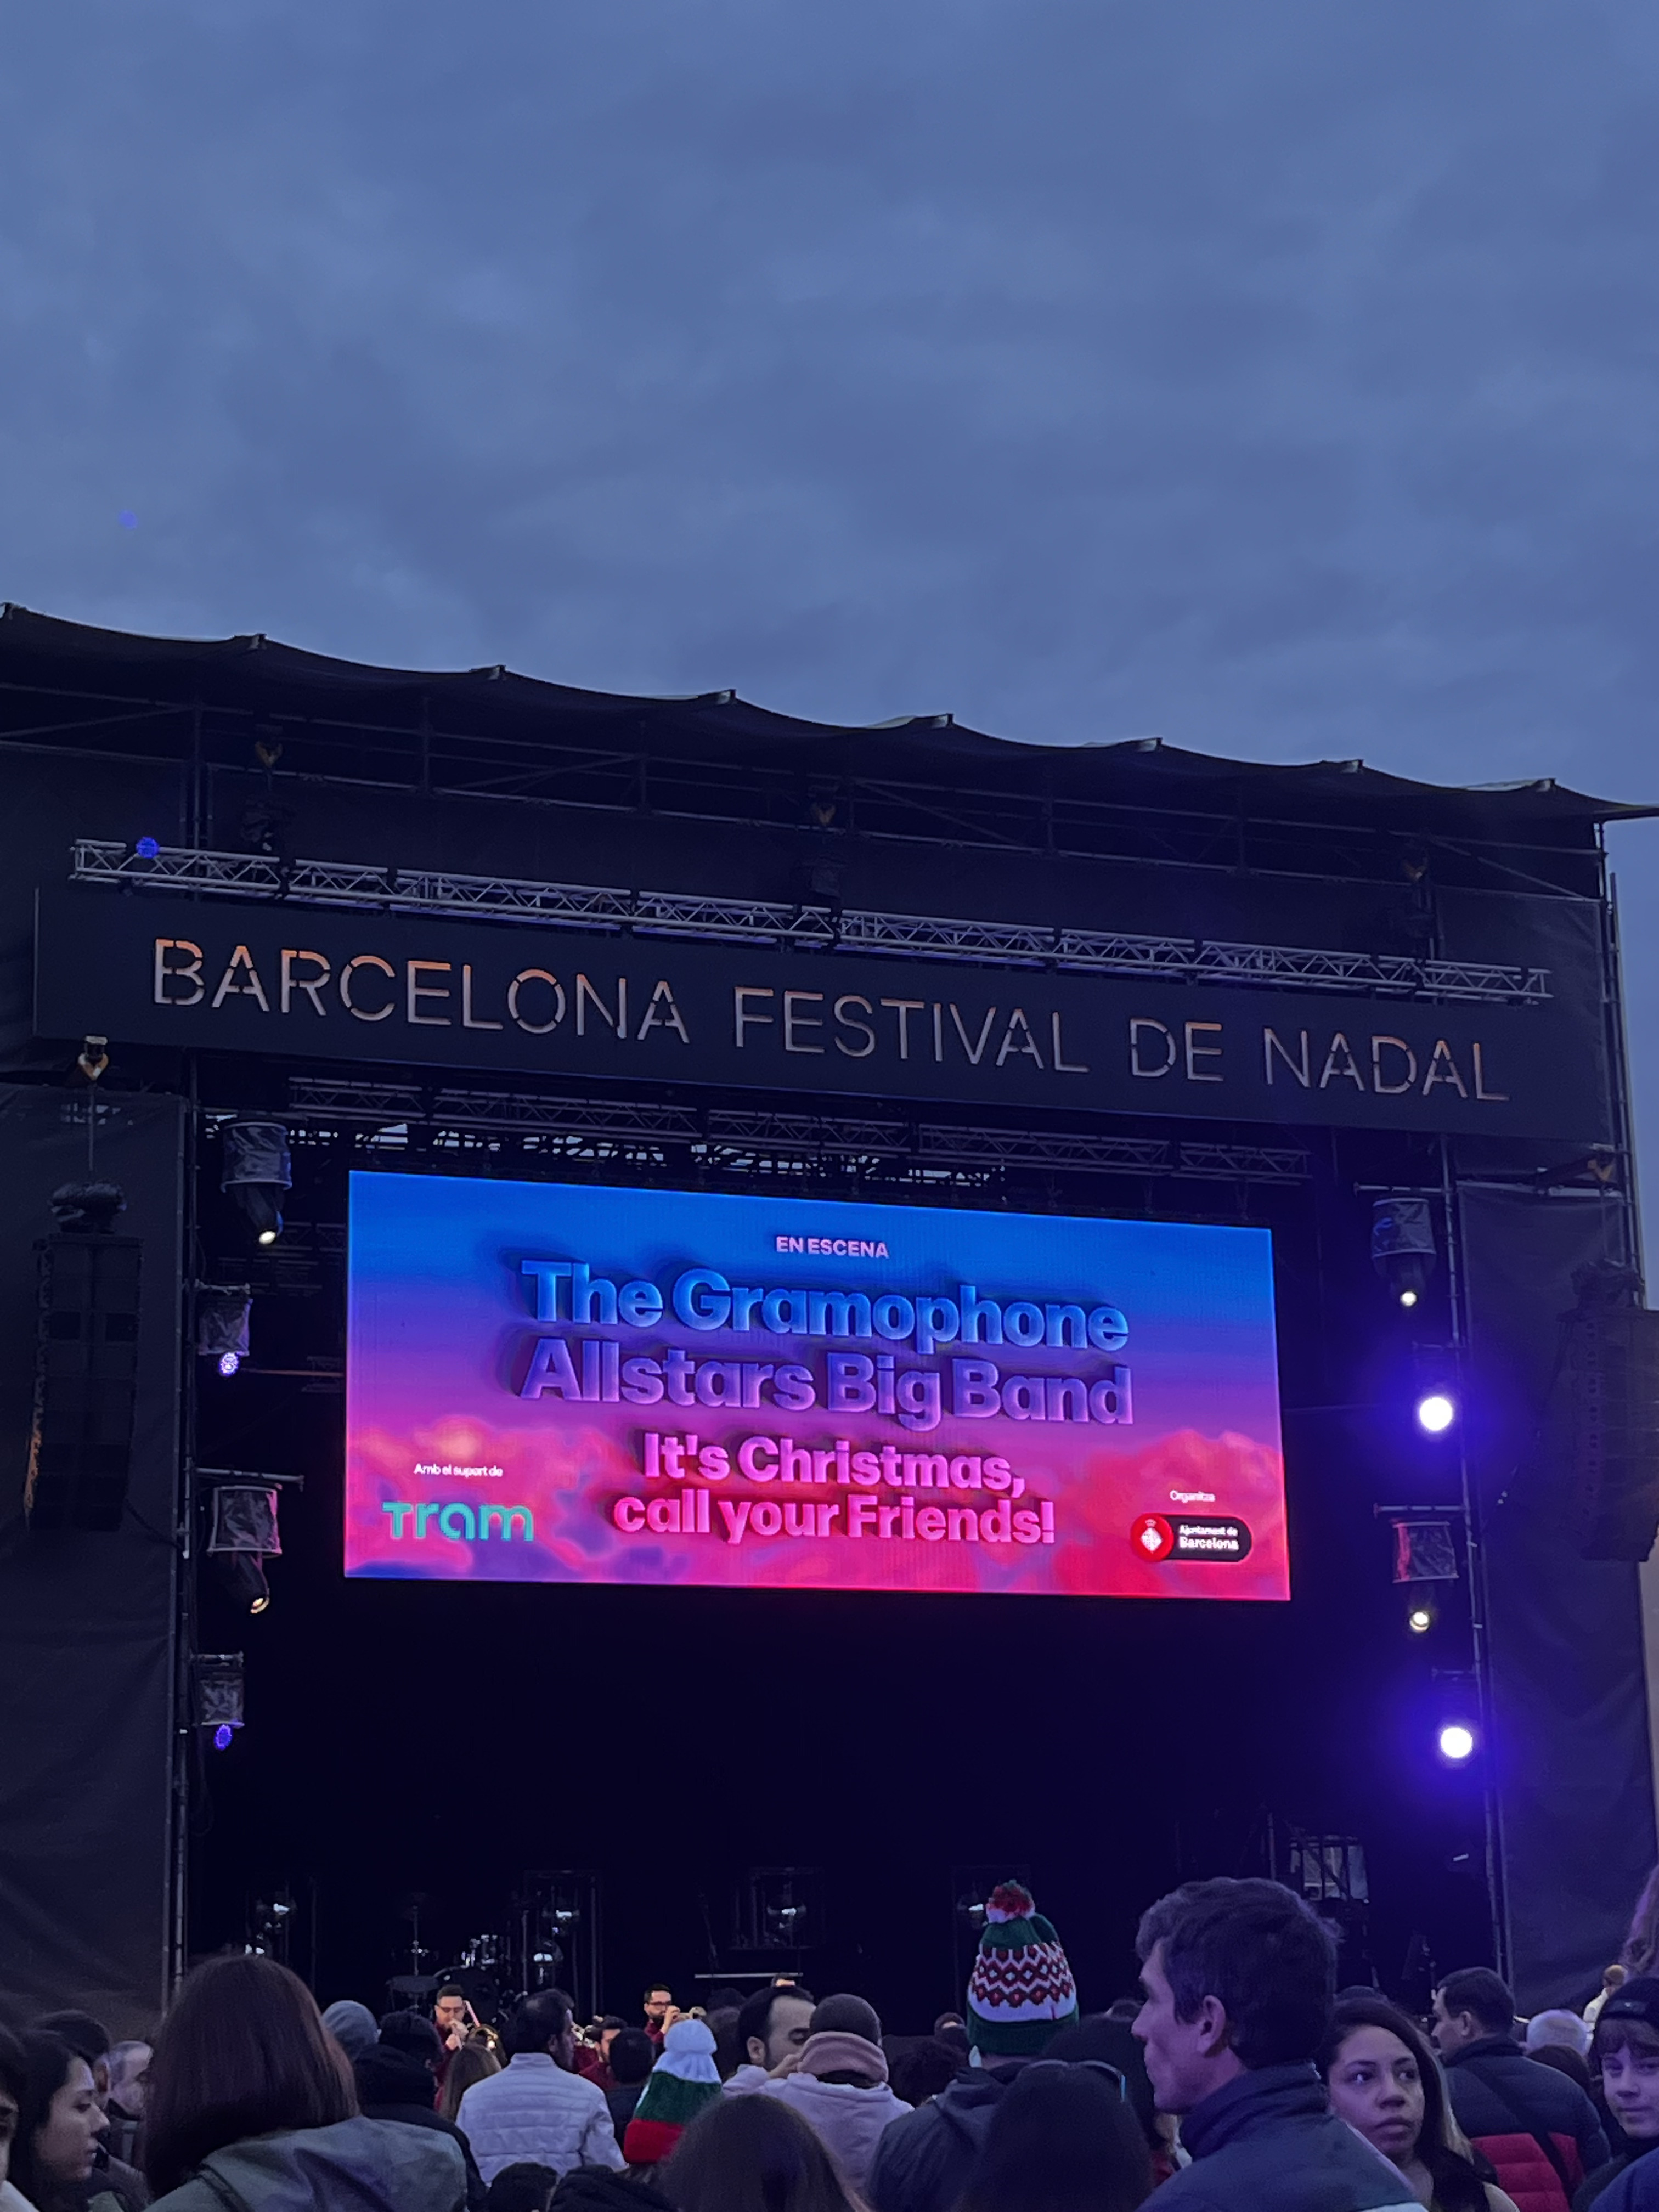 BARCELONA FESTIVAL DE NADAL
EN ESCENA
The Gramophone
Allstars Big Band
It's Christmas,
call your Friends!
Amb el suport de
Tram
Organitza
Ajuntament de
Barcelona